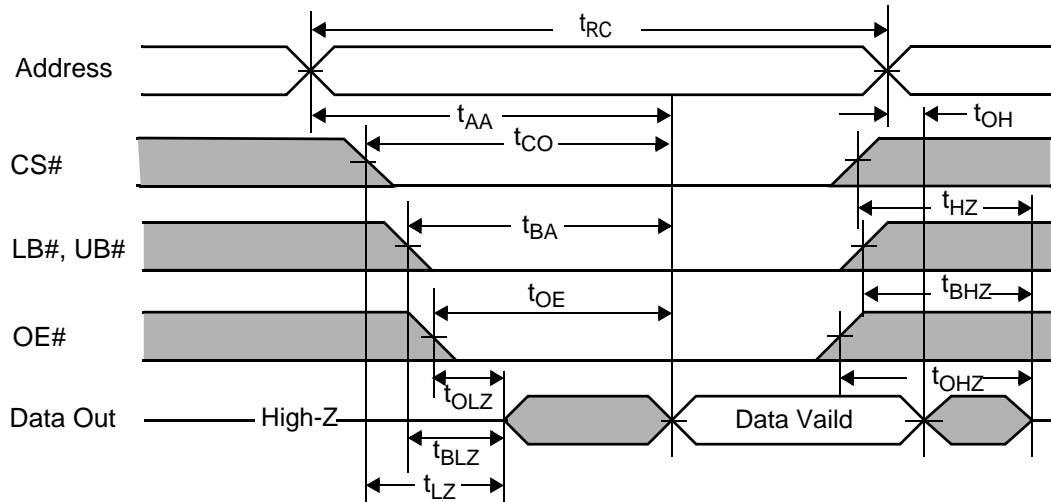 tRC
Address
tAA
tOH
tCO
CS#
tHZ
tBA
LB#, UB#
tOE
tBHZ
OE#
tOLZ
tOHZ
Data Out
High-Z
Data Vaild
tBLZ
tLZ